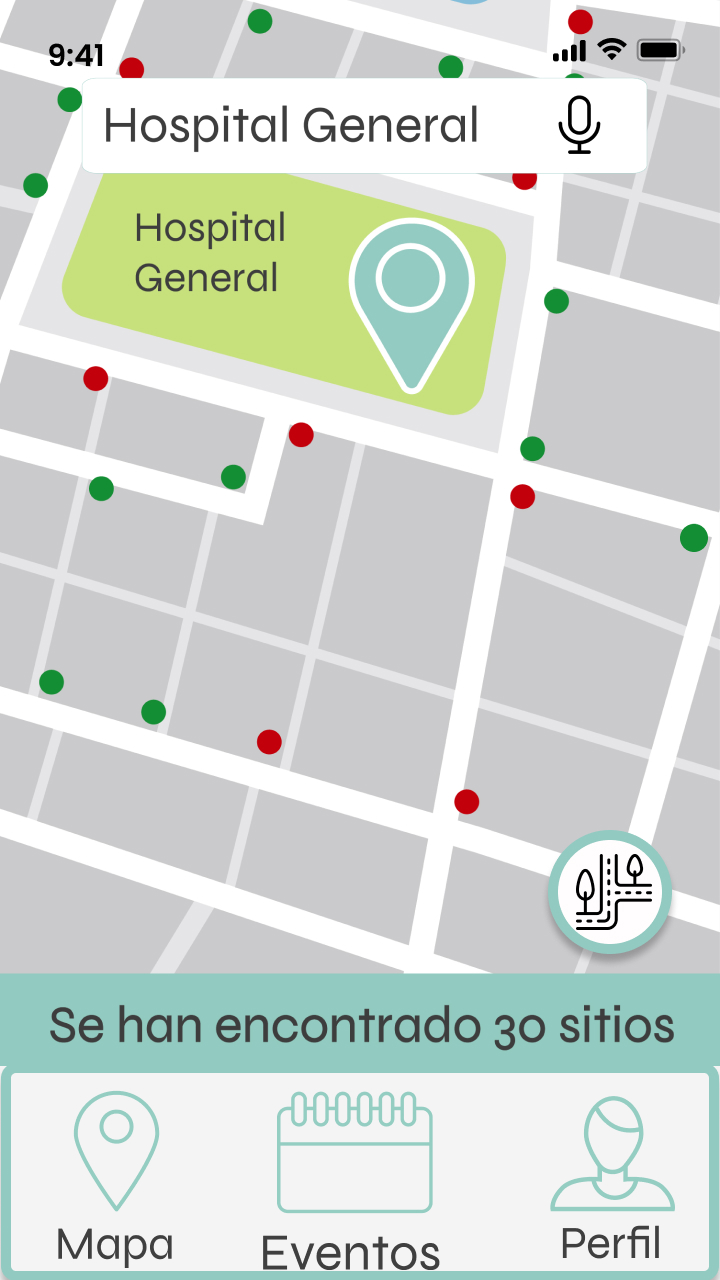 9:41
Hospital General
Hospital
General
Se han encontrado 30 sitios
Mapa
Eventos
Perfil